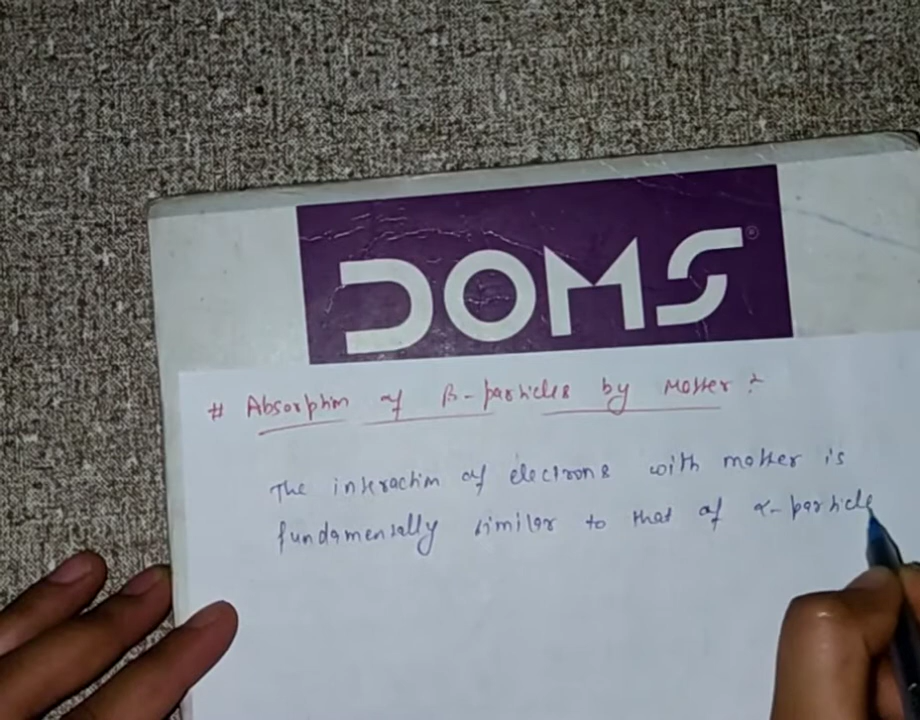 DOMS
# Absorption of β-particles by Matter :-
The interaction of electrons with matter is
fundamentally similar to that of α-particle